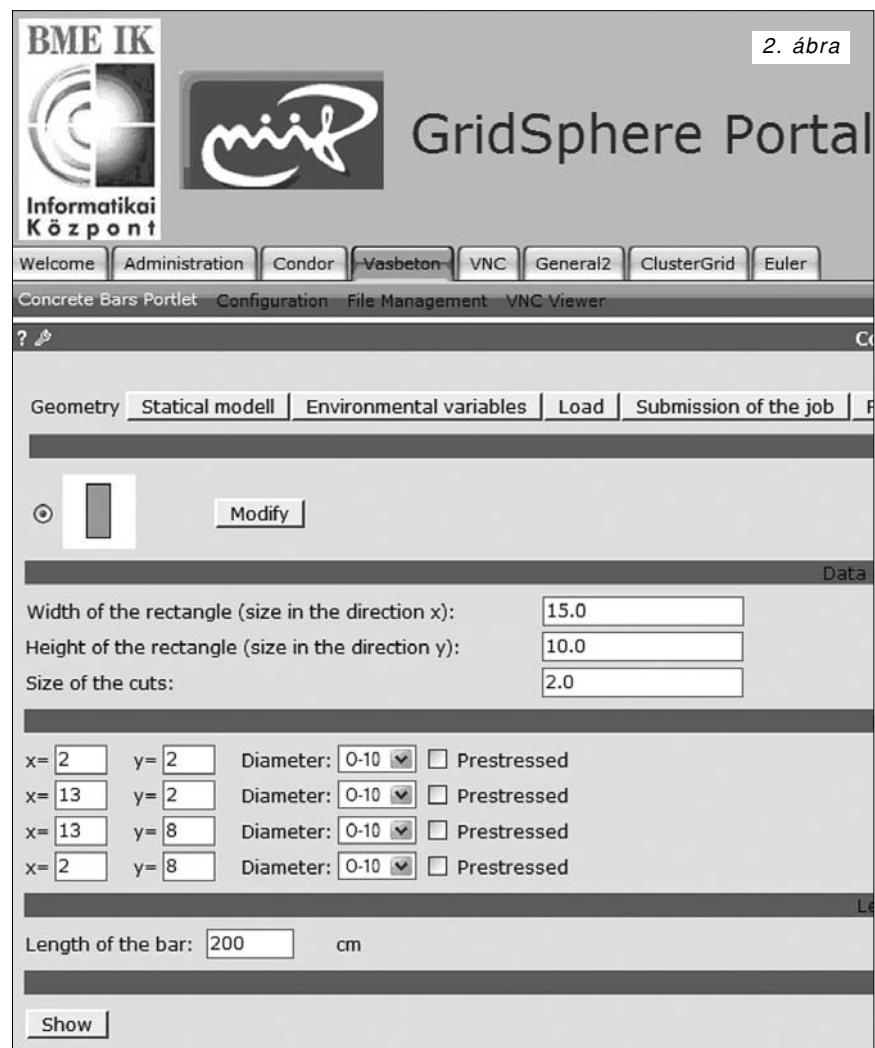 BME IK
2. ábra
GridSphere Portal
Informatikai
Központ
Welcome Administration Condor Vasbeton VNC General2 ClusterGrid Euler
Concrete Bars Portlet Configuration File Management VNC Viewer
?
Geometry Statical modell Environmental variables Load Submission of the job
Modify
Data
Width of the rectangle (size in the direction x): 15.0
Height of the rectangle (size in the direction y): 10.0
Size of the cuts: 2.0
x= 2 y= 2 Diameter: O-10 Prestressed
x= 13 y= 2 Diameter: O-10 Prestressed
x= 13 y= 8 Diameter: O-10 Prestressed
x= 2 y= 8 Diameter: O-10 Prestressed
Length of the bar: 200 cm
Show